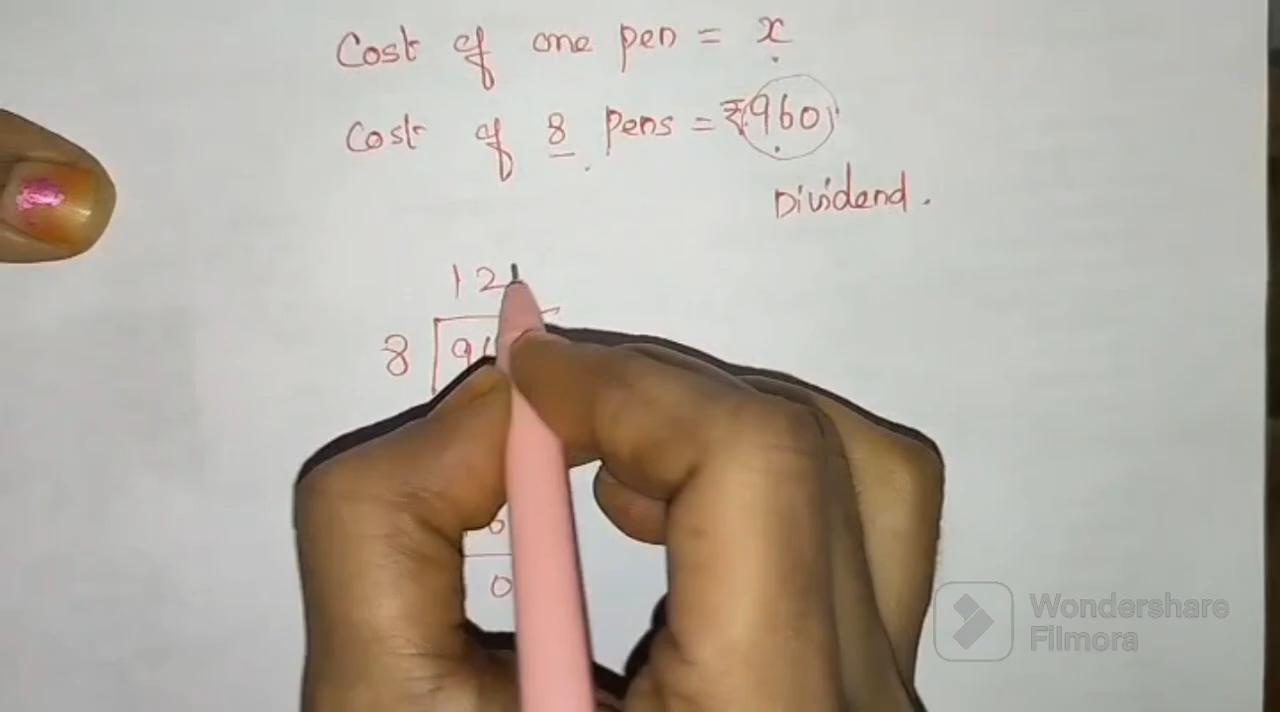 Cost of one pen = x
Cost of 8 pens = ₹960
Dividend.
12
8
0
Wondershare
Filmora